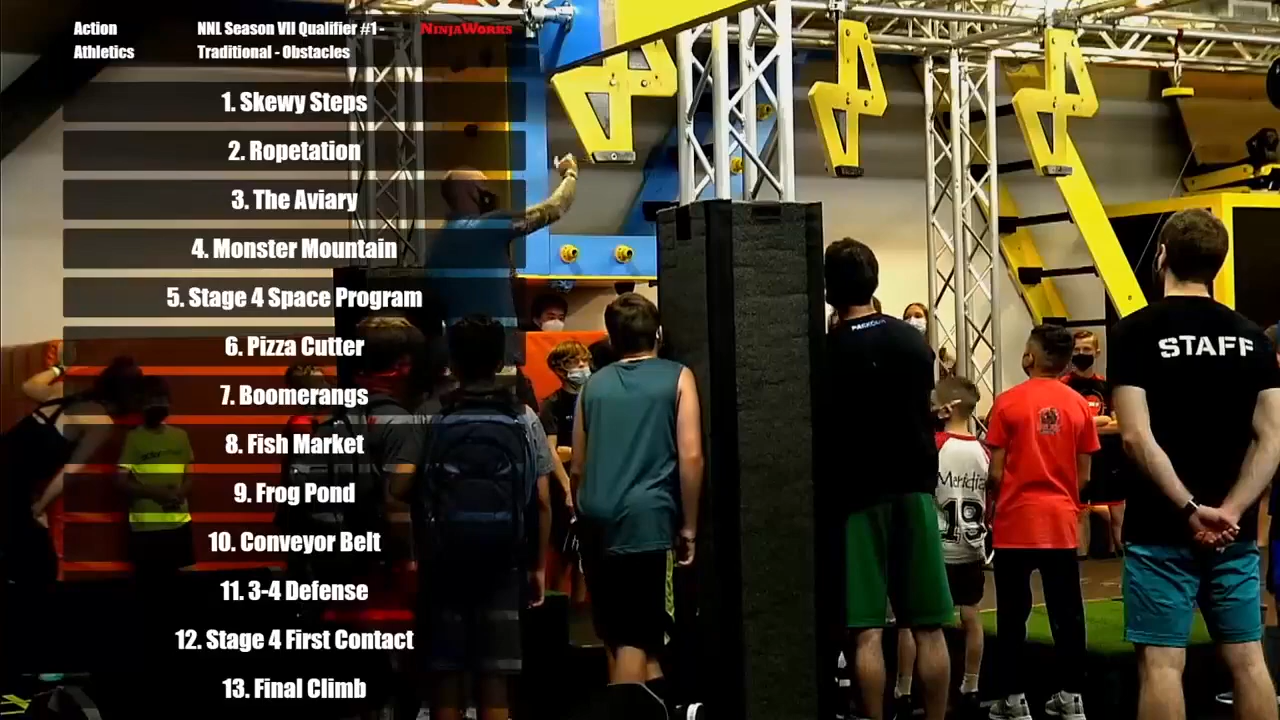 Action
Athletics
NNL Season VII Qualifier #1 -
Traditional - Obstacles
NINJAWORKS
1. Skewy Steps
2. Ropetation
3. The Aviary
4. Monster Mountain
5. Stage 4 Space Program
6. Pizza Cutter
7. Boomerangs
8. Fish Market
9. Frog Pond
10. Conveyor Belt
11. 3-4 Defense
12. Stage 4 First Contact
13. Final Climb
PARKOUR
STAFF
Meridia
19